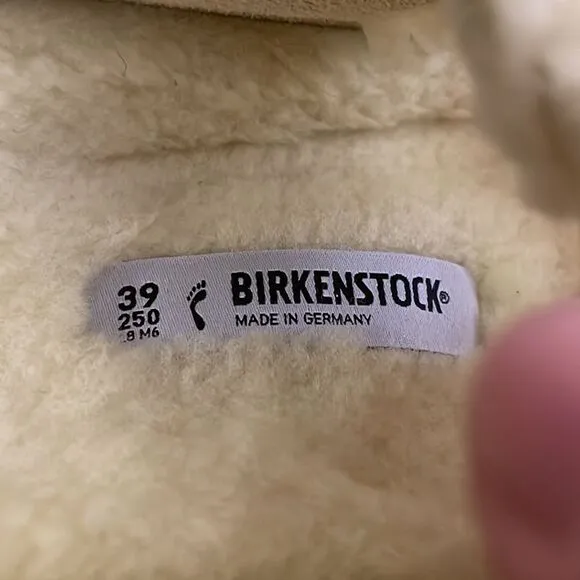 39
250
8 M6
BIRKENSTOCK®
MADE IN GERMANY